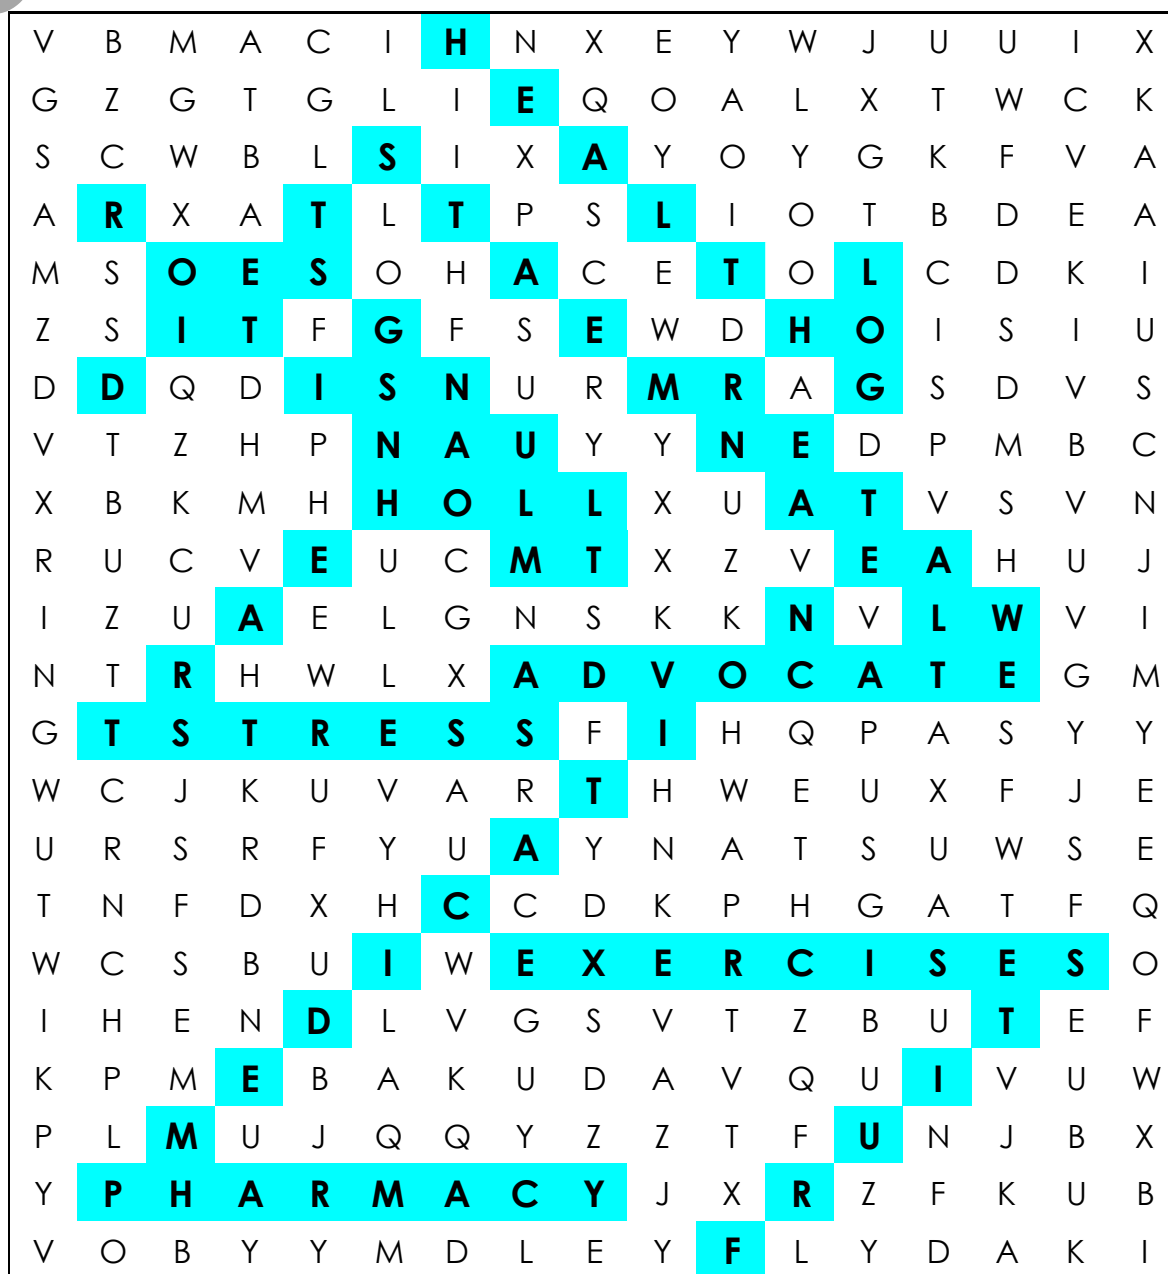 V B M A C I H N X E Y W J U U I X
G Z G T G L I E Q O A L X T W C K
S C W B L S I X A Y O Y G K F V A
A R X A T L T P S L I O T B D E A
M S O E S O H A C E T O L C D K I
Z S I T F G F S E W D H O I S I U
D D Q D I S N U R M R A G S D V S
V T Z H P N A U Y Y N E D P M B C
X B K M H H O L L X U A T V S V N
R U C V E U C M T X Z V E A H U J
I Z U A E L G N S K K N V L W V I
N T R H W L X A D V O C A T E G M
G T S T R E S S F I H Q P A S Y Y
W C J K U V A R T H W E U X F J E
U R S R F Y U A Y N A T S U W S E
T N F D X H C C D K P H G A T F Q
W C S B U I W E X E R C I S E S O
I H E N D L V G S V T Z B U T E F
K P M E B A K U D A V Q U I V U W
P L M U J Q Q Y Z Z T F U N J B X
Y P H A R M A C Y J X R Z F K U B
V O B Y Y M D L E Y F L Y D A K I